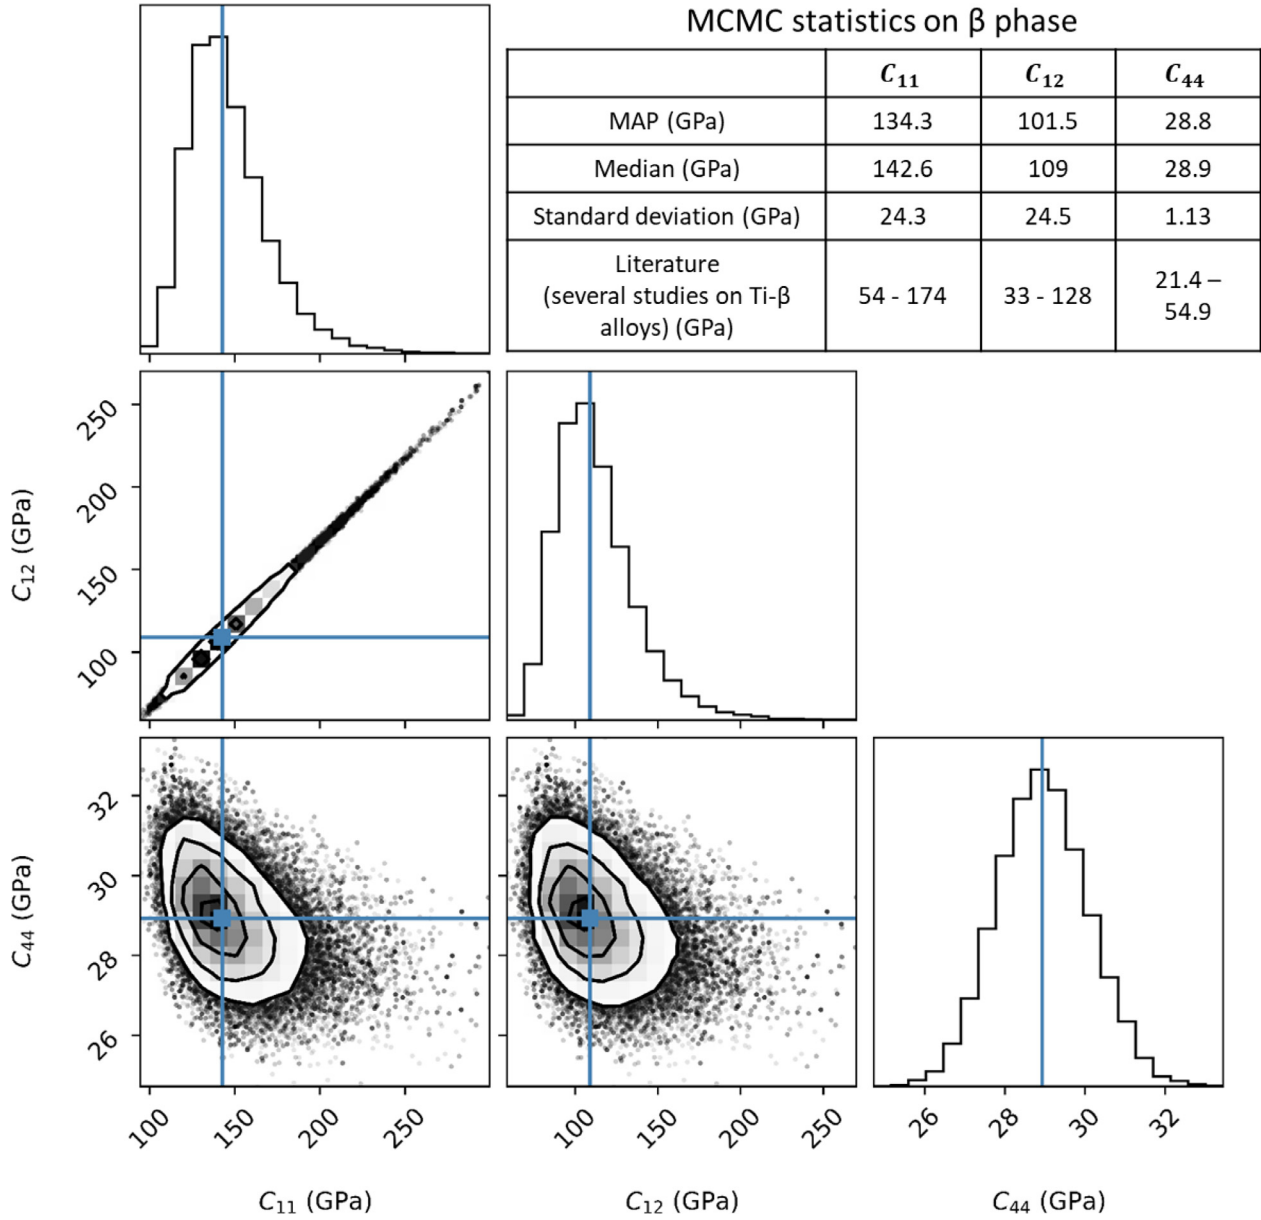 MCMC statistics on β phase
C11 C12 C44
MAP (GPa) 134.3 101.5 28.8
Median (GPa) 142.6 109 28.9
Standard deviation (GPa) 24.3 24.5 1.13
Literature
(several studies on Ti-β
alloys) (GPa)
54 - 174 33 - 128
21.4 –
54.9
250
200
150
100
C12 (GPa)
32
30
28
26
C44 (GPa)
100 150 200 250
C11 (GPa)
100 150 200 250
C12 (GPa)
26 28 30 32
C44 (GPa)